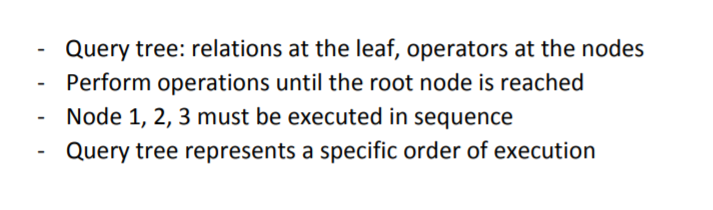 - Query tree: relations at the leaf, operators at the nodes
- Perform operations until the root node is reached
- Node 1, 2, 3 must be executed in sequence
- Query tree represents a specific order of execution